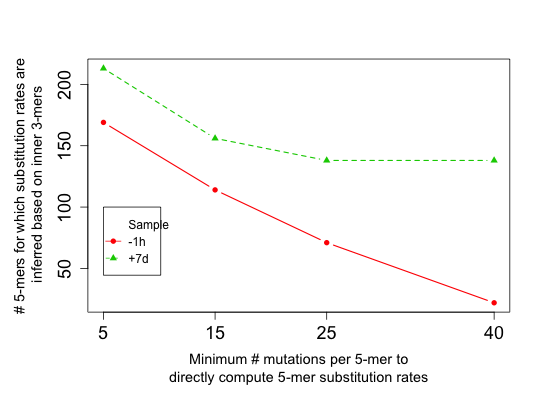 # 5-mers for which substitution rates are
inferred based on inner 3-mers
200
150
100
50
Sample
-1h
+7d
5 15 25 40
Minimum # mutations per 5-mer to
directly compute 5-mer substitution rates